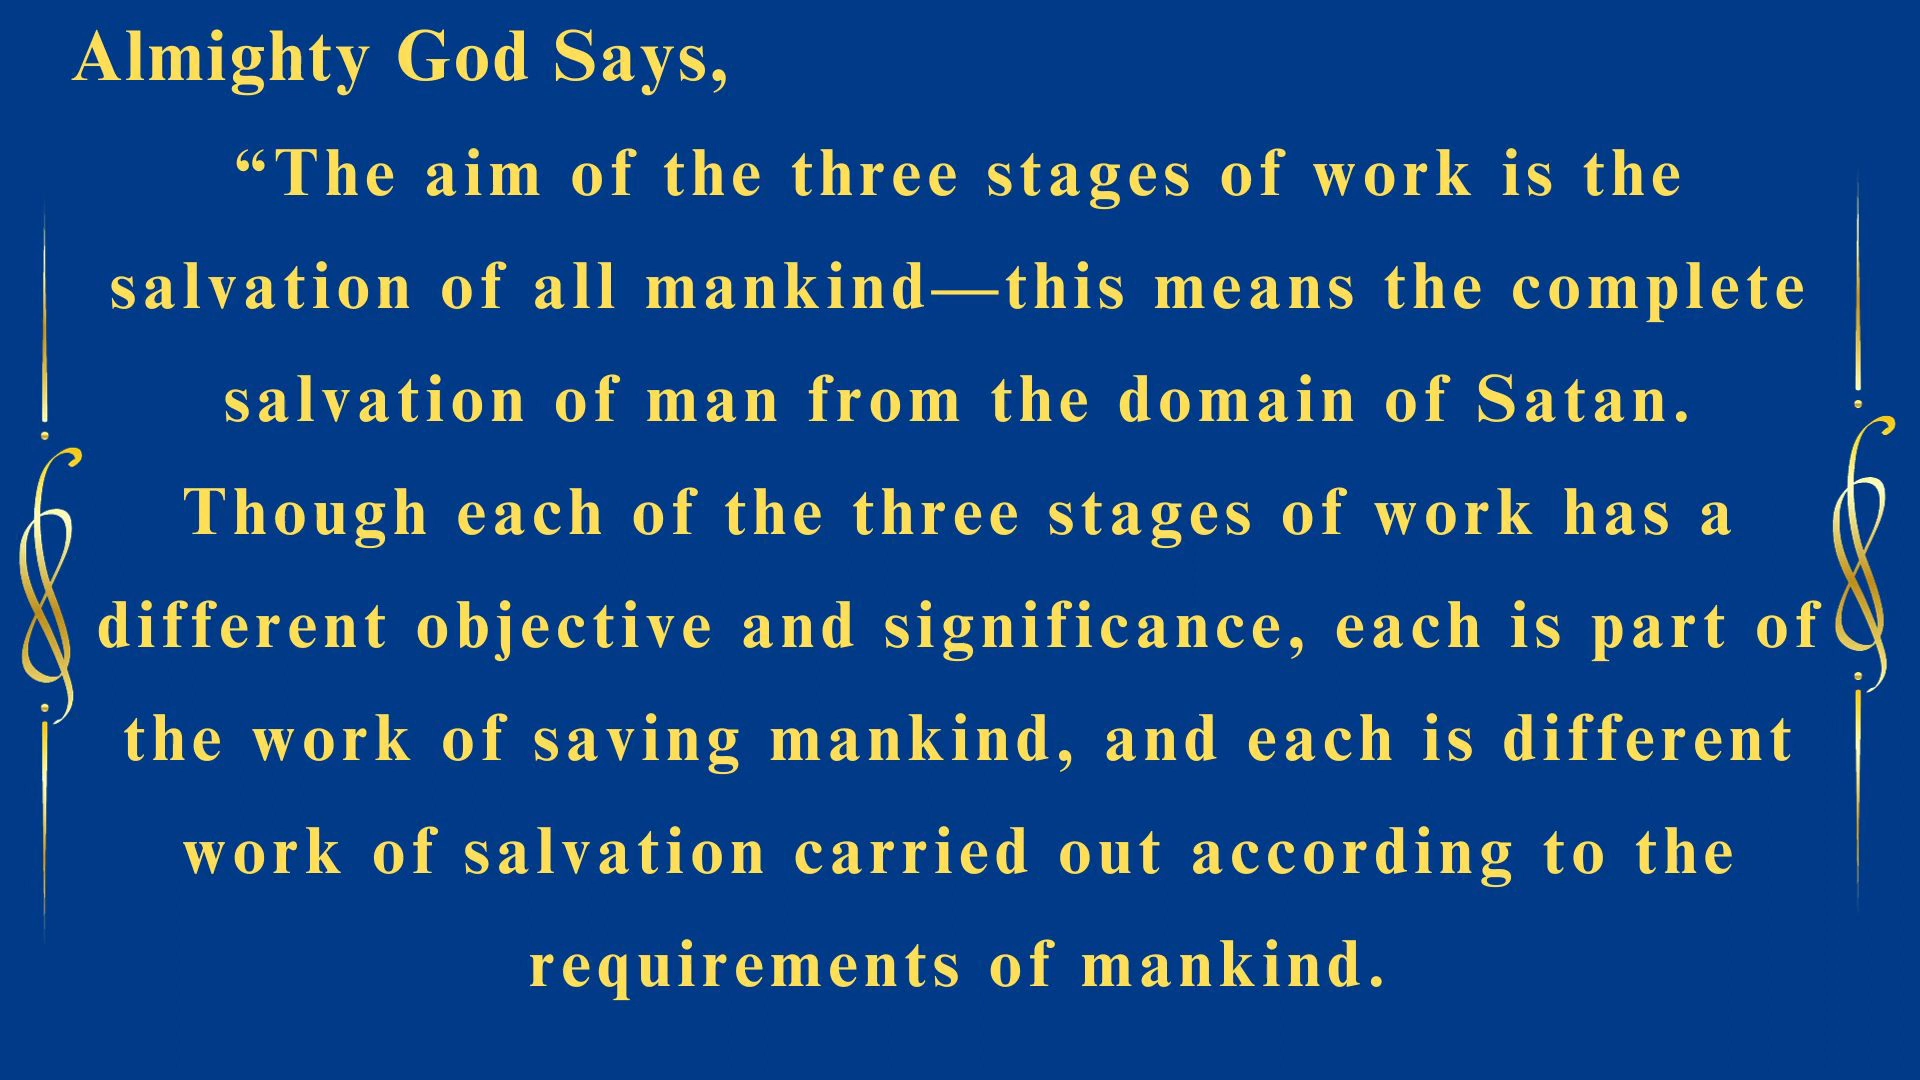 Almighty God Says,
“The aim of the three stages of work is the
salvation of all mankind—this means the complete
salvation of man from the domain of Satan.
Though each of the three stages of work has a
different objective and significance, each is part of
the work of saving mankind, and each is different
work of salvation carried out according to the
requirements of mankind.